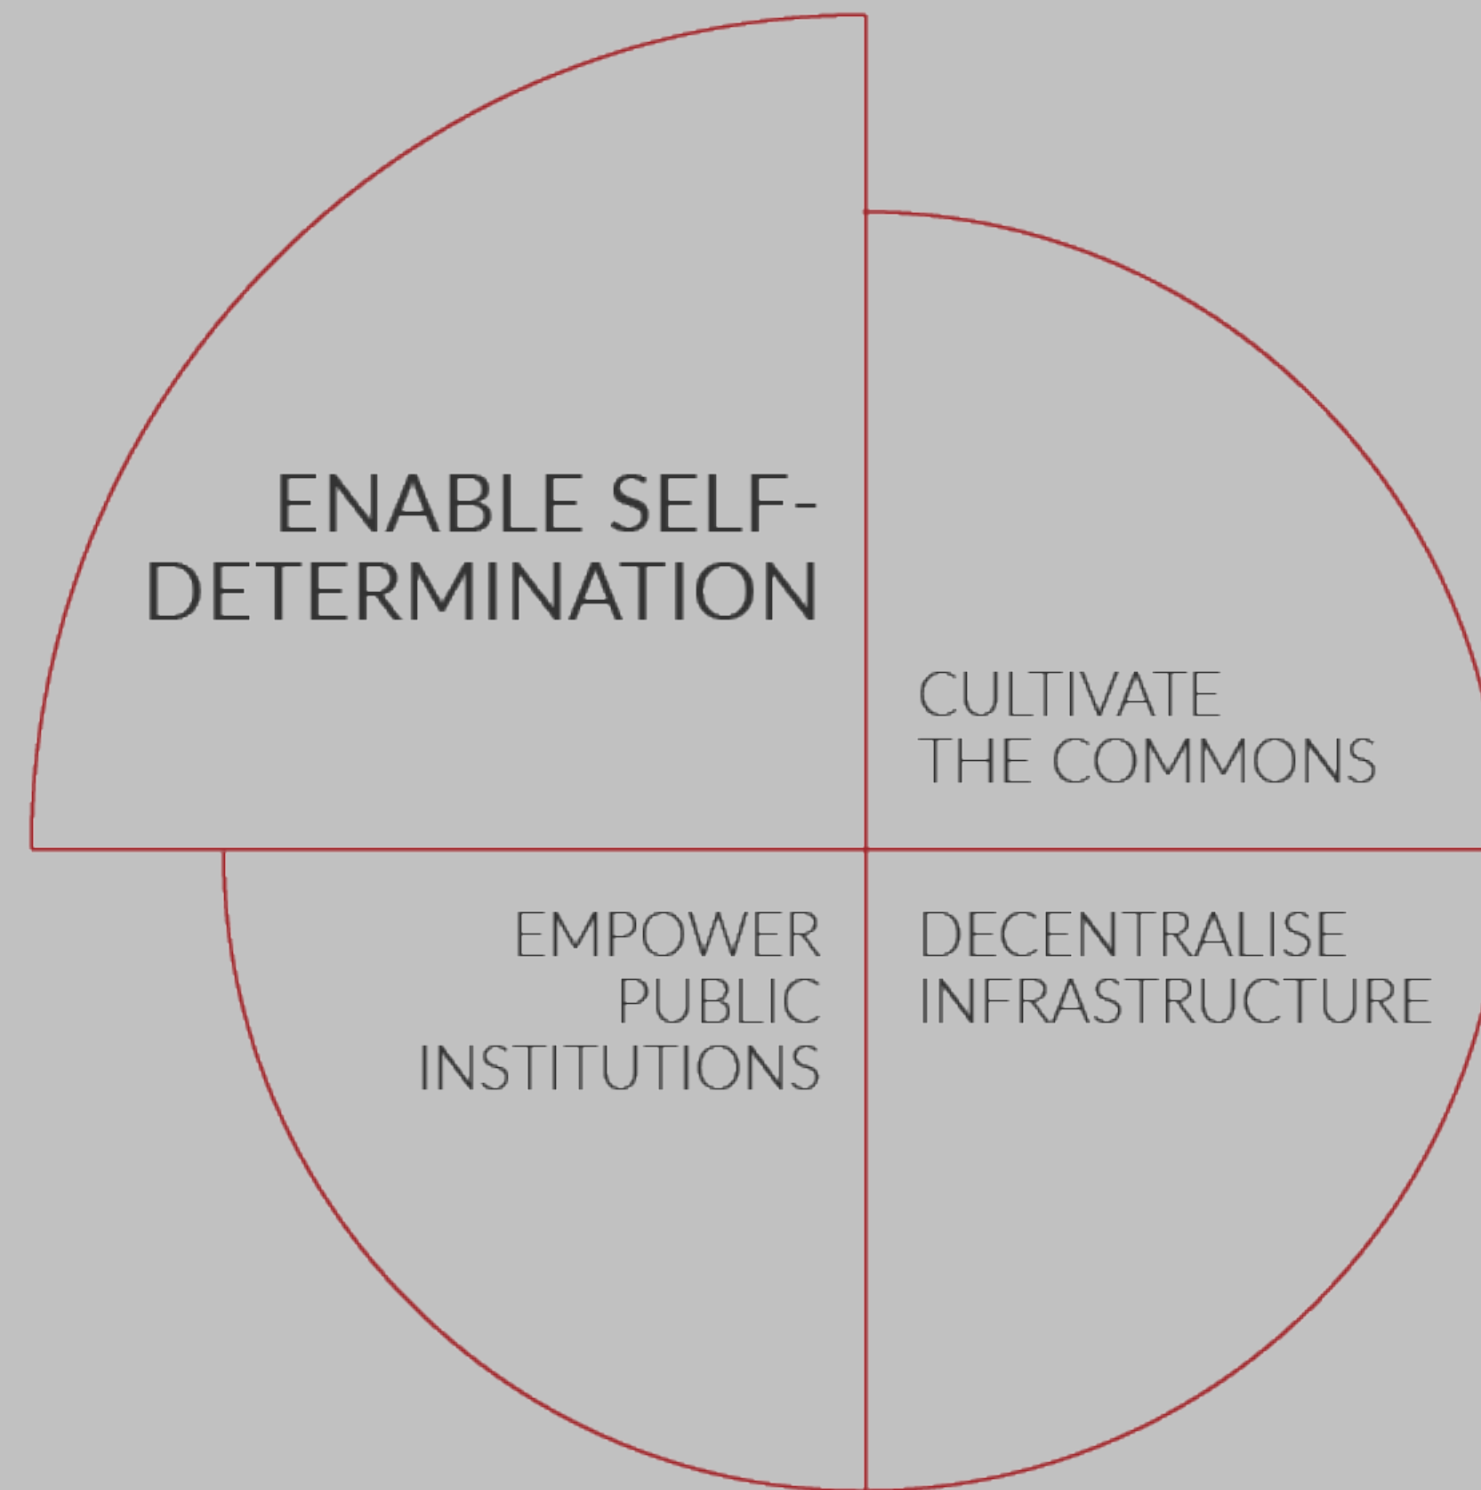 ENABLE SELF-
DETERMINATION
CULTIVATE
THE COMMONS
EMPOWER
PUBLIC
INSTITUTIONS
DECENTRALISE
INFRASTRUCTURE